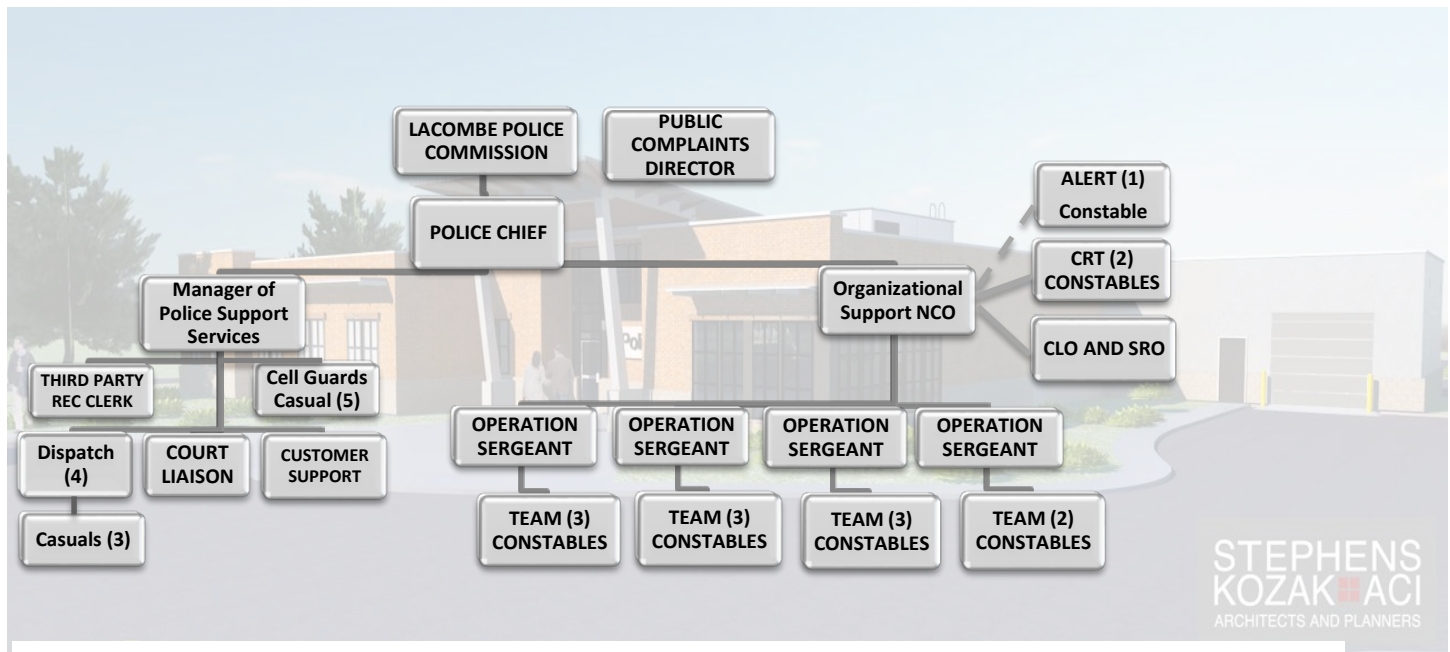 LACOMBE POLICE
COMMISSION
PUBLIC
COMPLAINTS
DIRECTOR
POLICE CHIEF
ALERT (1)
Constable
CRT (2)
CONSTABLES
CLO AND SRO
Manager of
Police Support
Services
Organizational
Support NCO
THIRD PARTY
REC CLERK
Cell Guards
Casual (5)
Dispatch
(4)
COURT
LIAISON
CUSTOMER
SUPPORT
Casuals (3)
OPERATION
SERGEANT
OPERATION
SERGEANT
OPERATION
SERGEANT
OPERATION
SERGEANT
TEAM (3)
CONSTABLES
TEAM (3)
CONSTABLES
TEAM (3)
CONSTABLES
TEAM (2)
CONSTABLES
Poli
STEPHENS
KOZAK ACI
ARCHITECTS AND PLANNERS